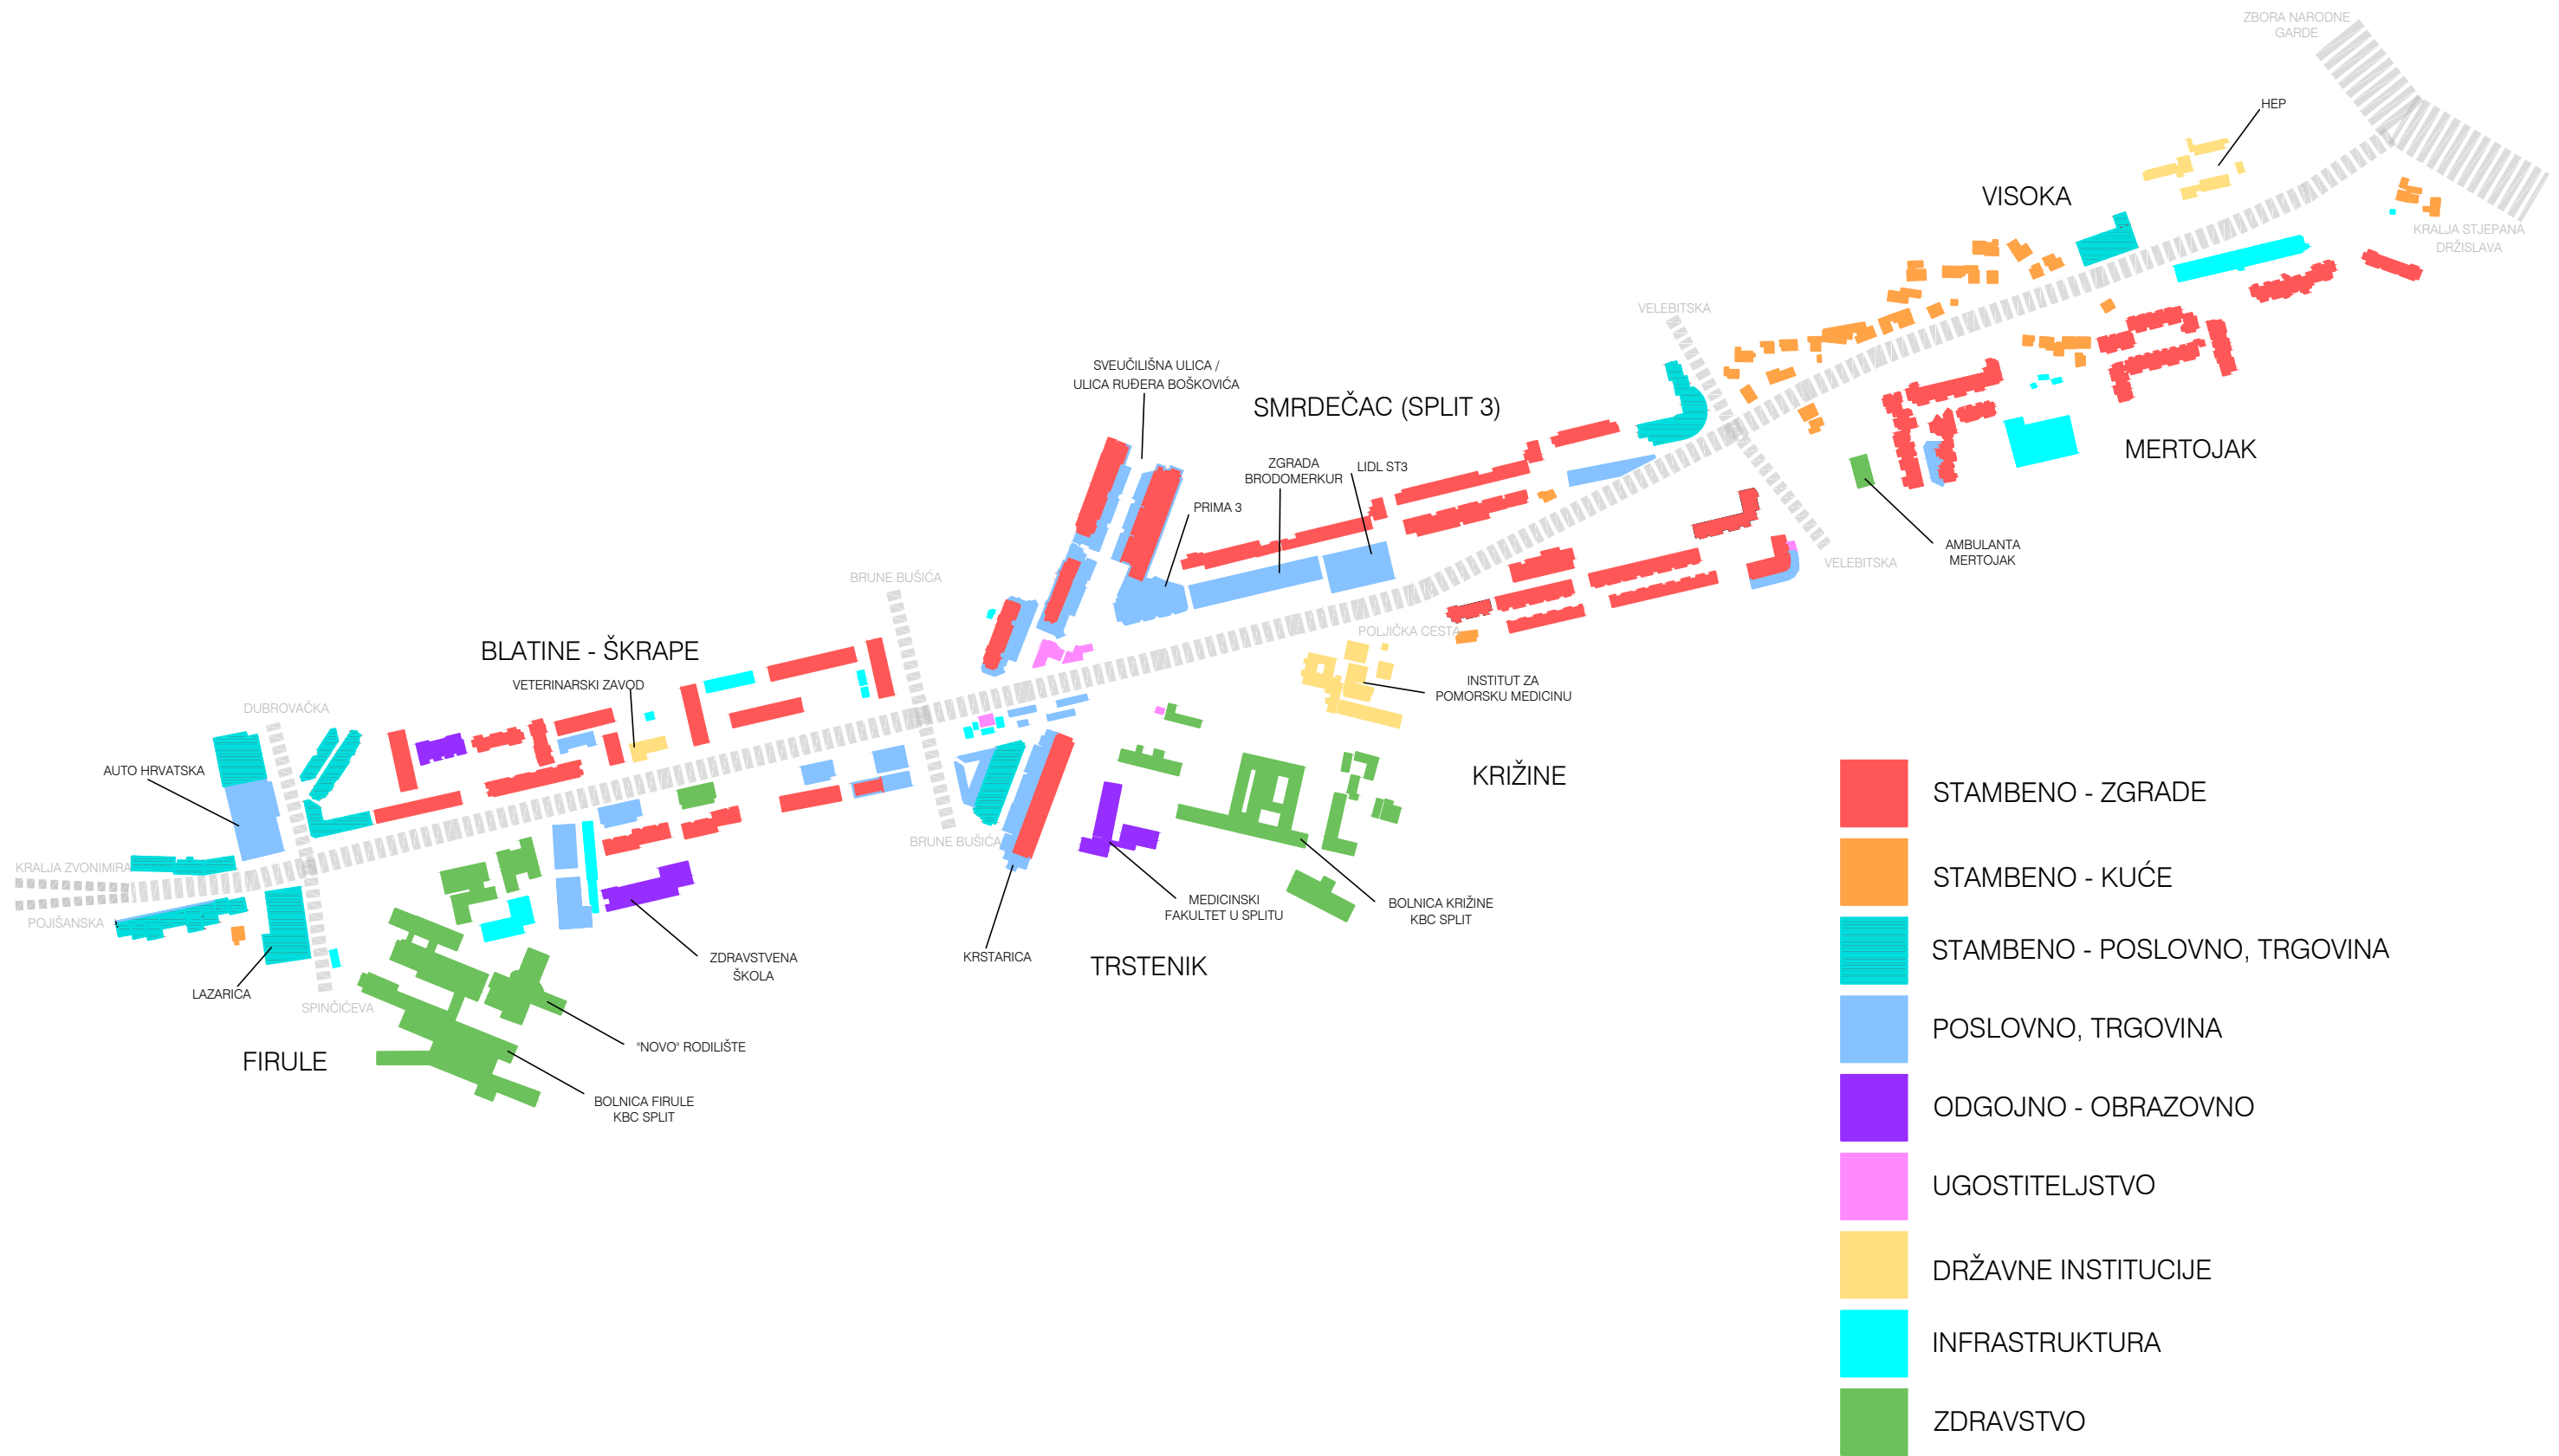 ZBORA NARODNE
GARDE
HEP
VISOKA
KRALJA STJEPANA
DRŽISLAVA
VELEBITSKA
SVEUČILIŠNA ULICA /
ULICA RUĐERA BOŠKOVIĆA
SMRDEČAC (SPLIT 3)
ZGRADA
BRODOMERKUR
LIDL ST3
MERTOJAK
PRIMA 3
AMBULANTA
MERTOJAK
VELEBITSKA
BRUNE BUŠIĆA
POLJIČKA CESTA
BLATINE - ŠKRAPE
VETERINARSKI ZAVOD
INSTITUT ZA
POMORSKU MEDICINU
DUBROVAČKA
AUTO HRVATSKA
KRIŽINE
BRUNE BUŠIĆA
KRALJA ZVONIMIRA
POJIŠANSKA
MEDICINSKI
FAKULTET U SPLITU
BOLNICA KRIŽINE
KBC SPLIT
ZDRAVSTVENA
ŠKOLA
KRSTARICA
TRSTENIK
LAZARICA
SPINČIĆEVA
"NOVO" RODILIŠTE
FIRULE
BOLNICA FIRULE
KBC SPLIT
STAMBENO - ZGRADE
STAMBENO - KUĆE
STAMBENO - POSLOVNO, TRGOVINA
POSLOVNO, TRGOVINA
ODGOJNO - OBRAZOVNO
UGOSTITELJSTVO
DRŽAVNE INSTITUCIJE
INFRASTRUKTURA
ZDRAVSTVO